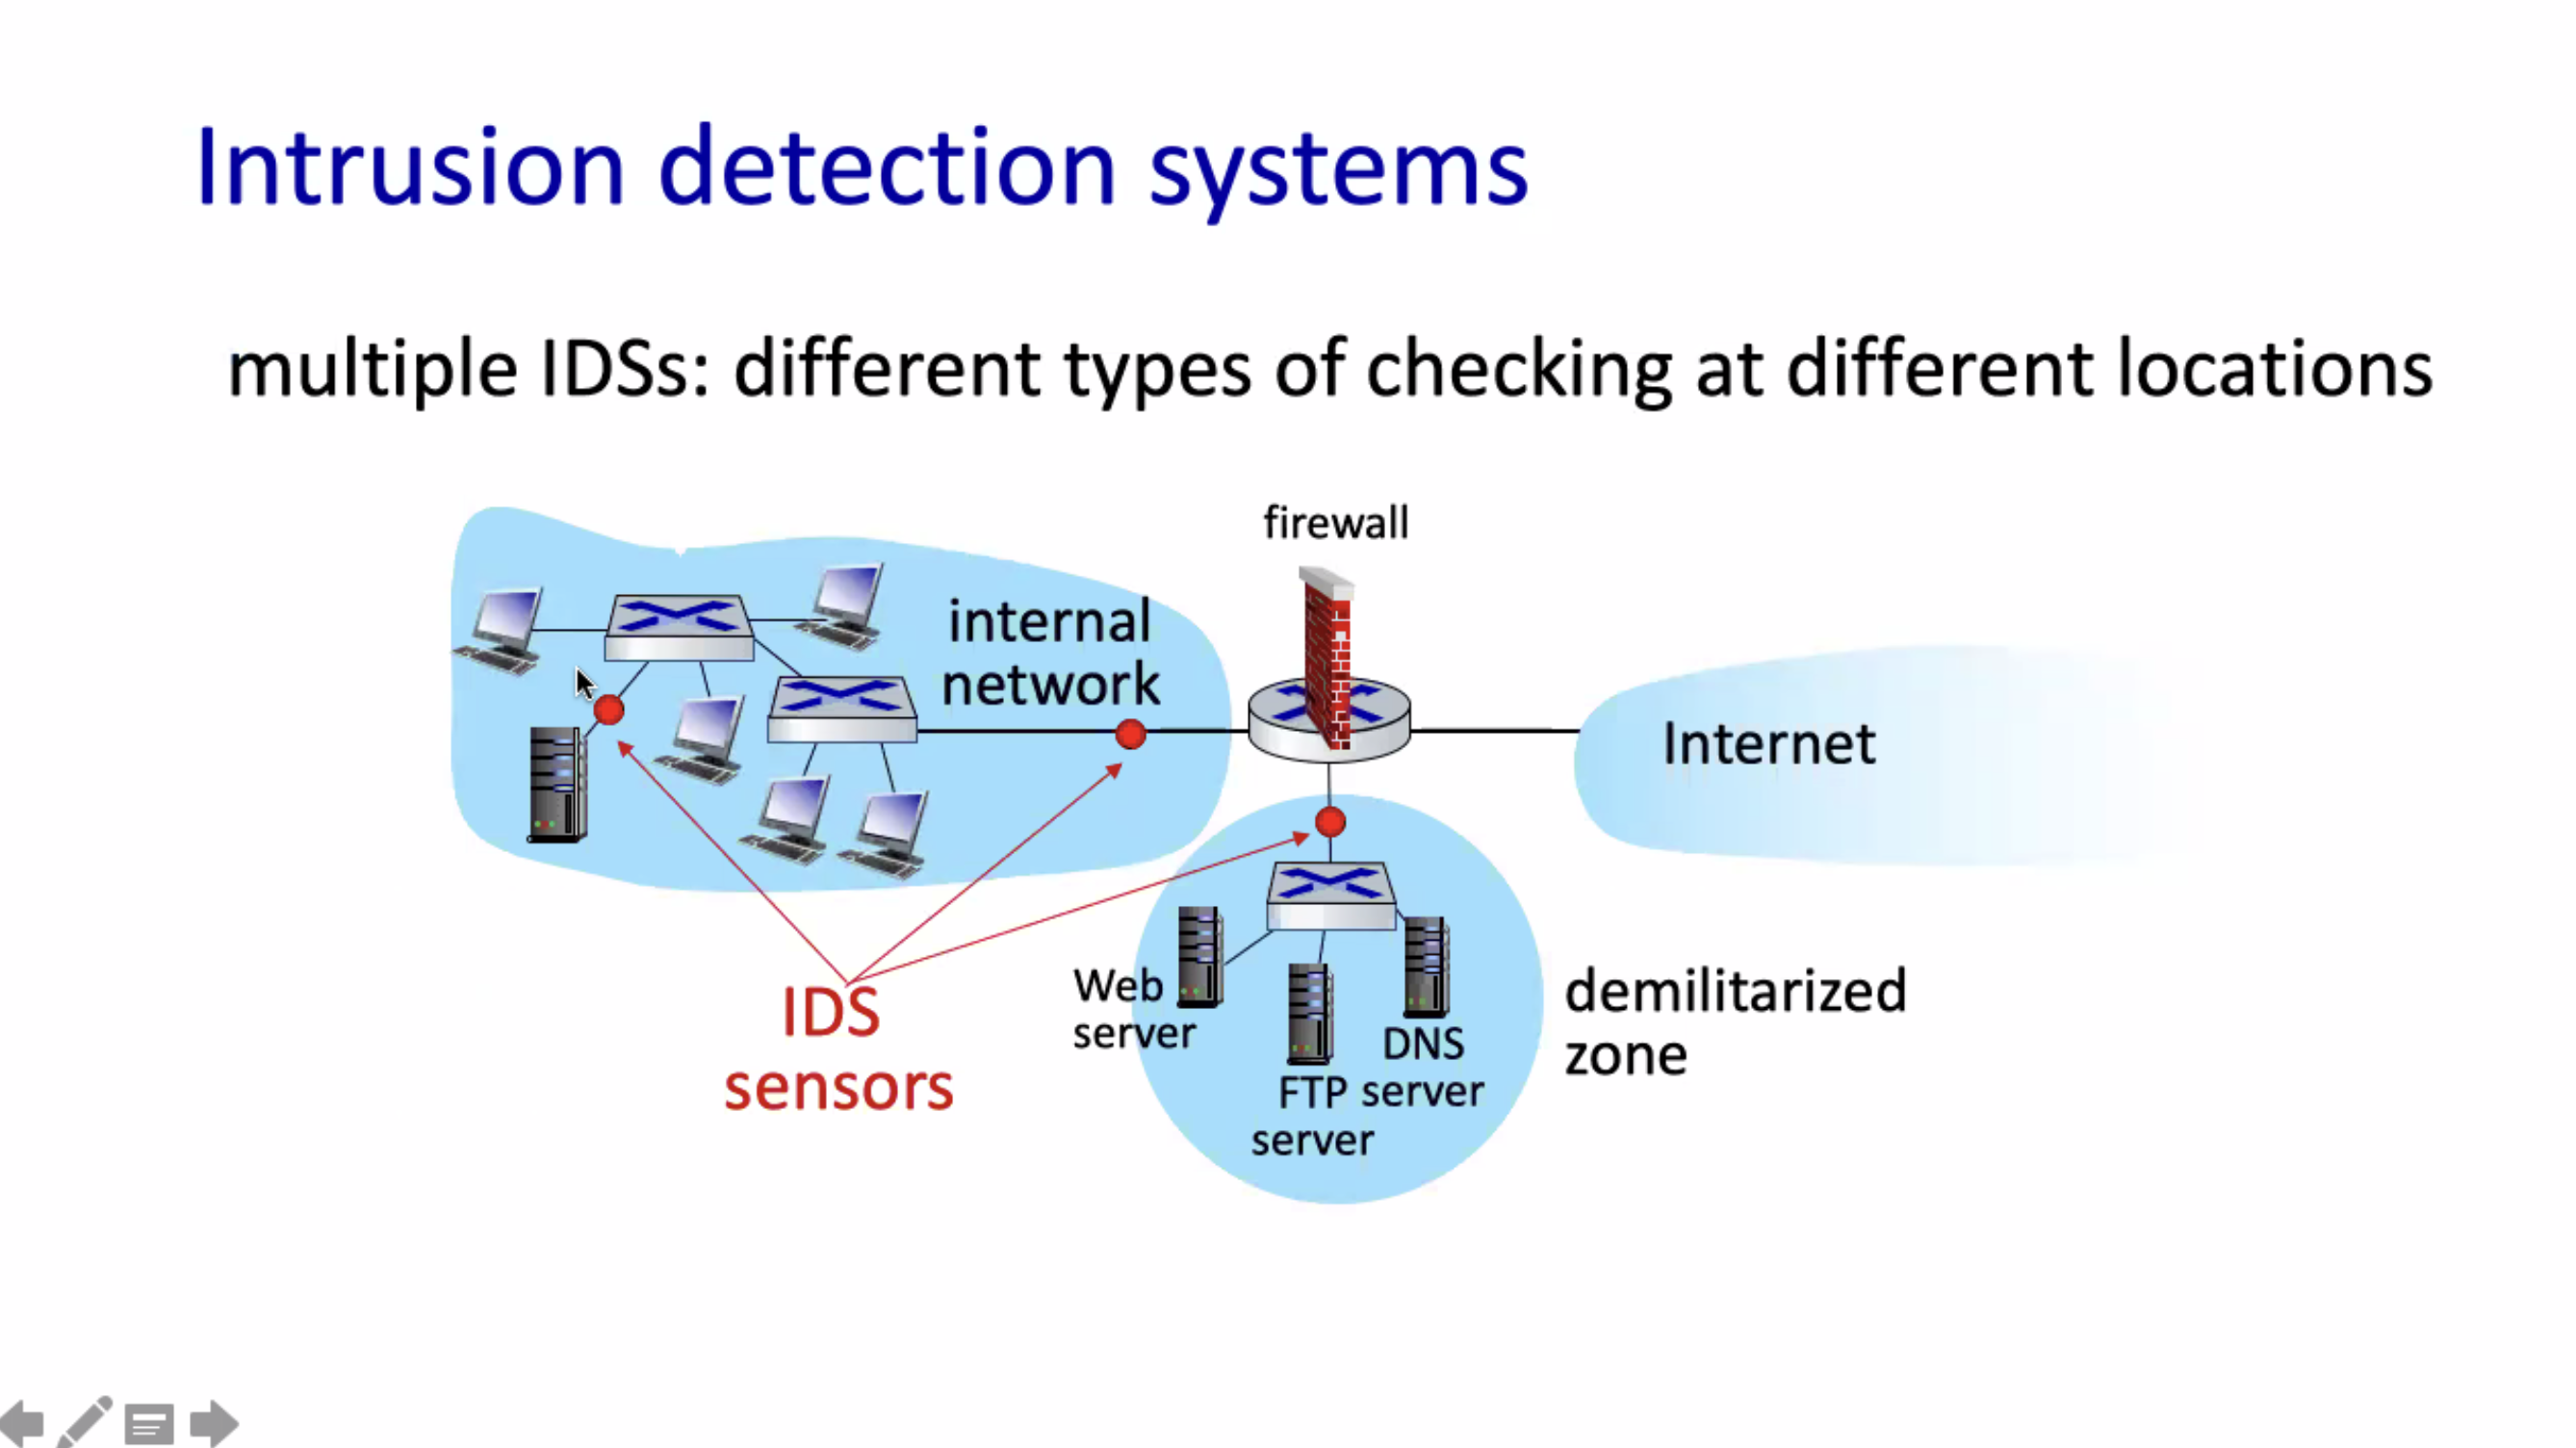 Intrusion detection systems
multiple IDSs: different types of checking at different locations
firewall
internal
network
Internet
IDS
sensors
Web
server
FTP
server
DNS
server
demilitarized
zone